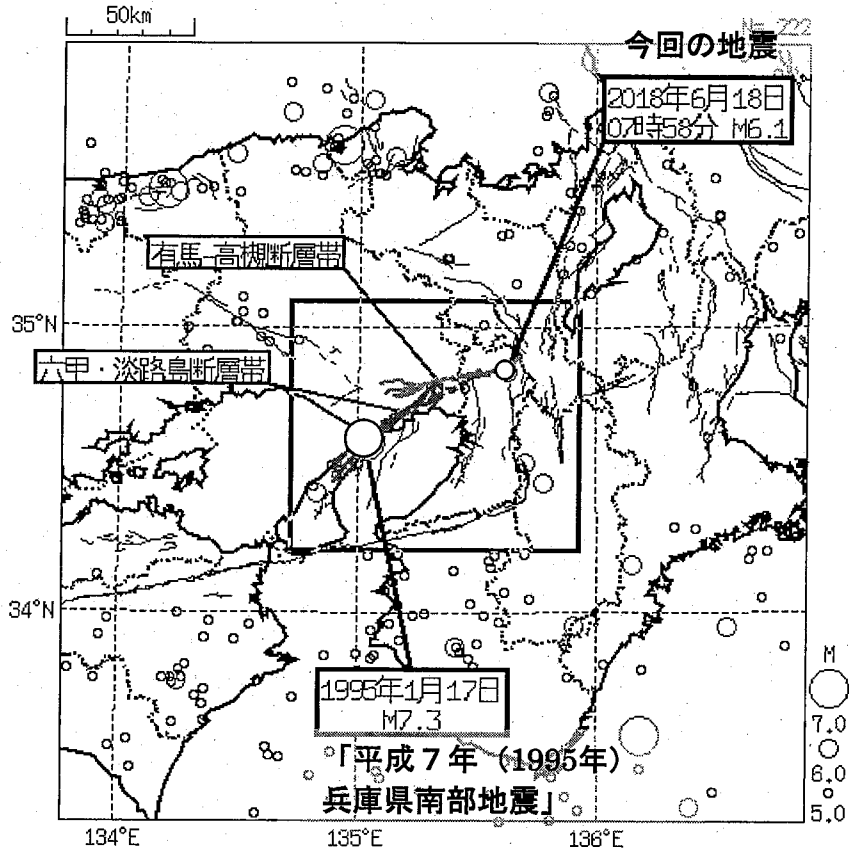 50km
N= 222
今回の地震
2018年6月18日
07時58分 M6.1
有馬-高槻断層帯
35°N
六甲・淡路島断層帯
34°N
1995年1月17日
M7.3
「平成７年（1995年）
兵庫県南部地震」
M
7.0
6.0
5.0
134°E
135°E
136°E